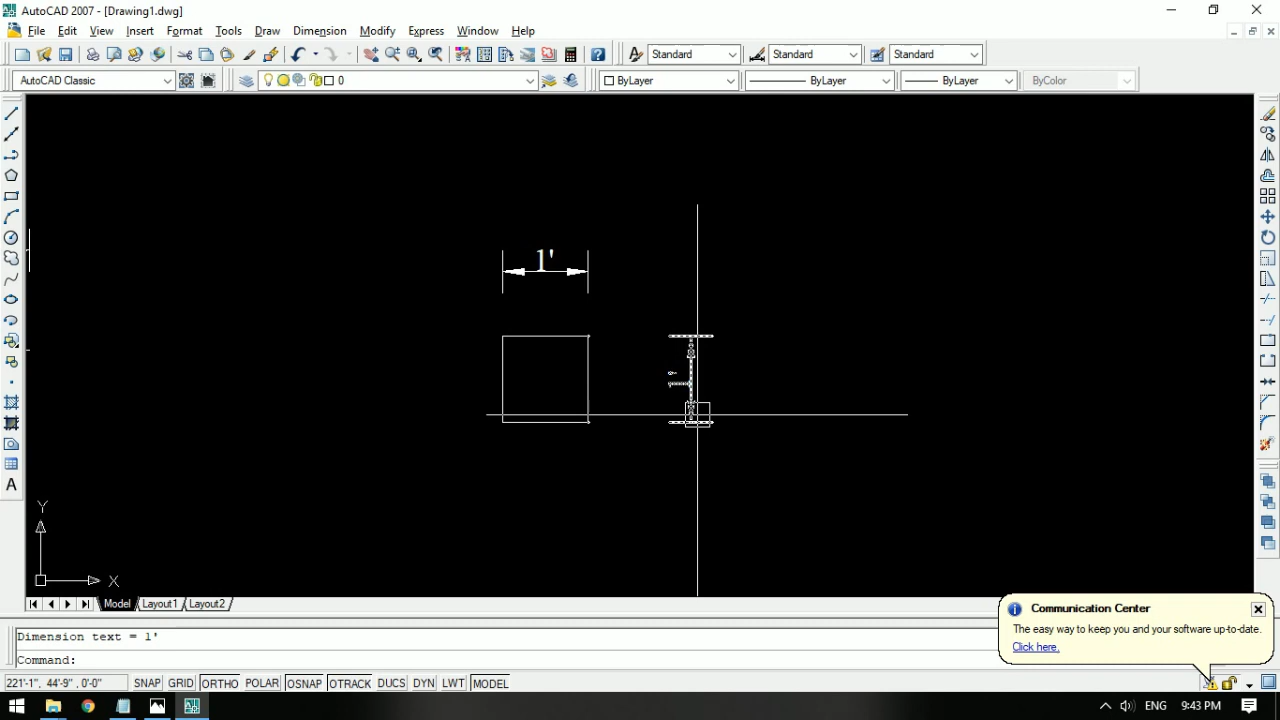 AutoCAD 2007 - [Drawing1.dwg]
File Edit View Insert Format Tools Draw Dimension Modify Express Window Help
Standard Standard Standard
AutoCAD Classic 0 ByLayer ByLayer ByLayer ByColor
1'
1'
Y
X
A
Model Layout1 Layout2
Communication Center
The easy way to keep you and your software up-to-date.
Click here.
Dimension text = 1'
Command:
221'-1", 44'-9" , 0'-0" SNAP GRID ORTHO POLAR OSNAP OTRACK DUCS DYN LWT MODEL
ENG 9:43 PM